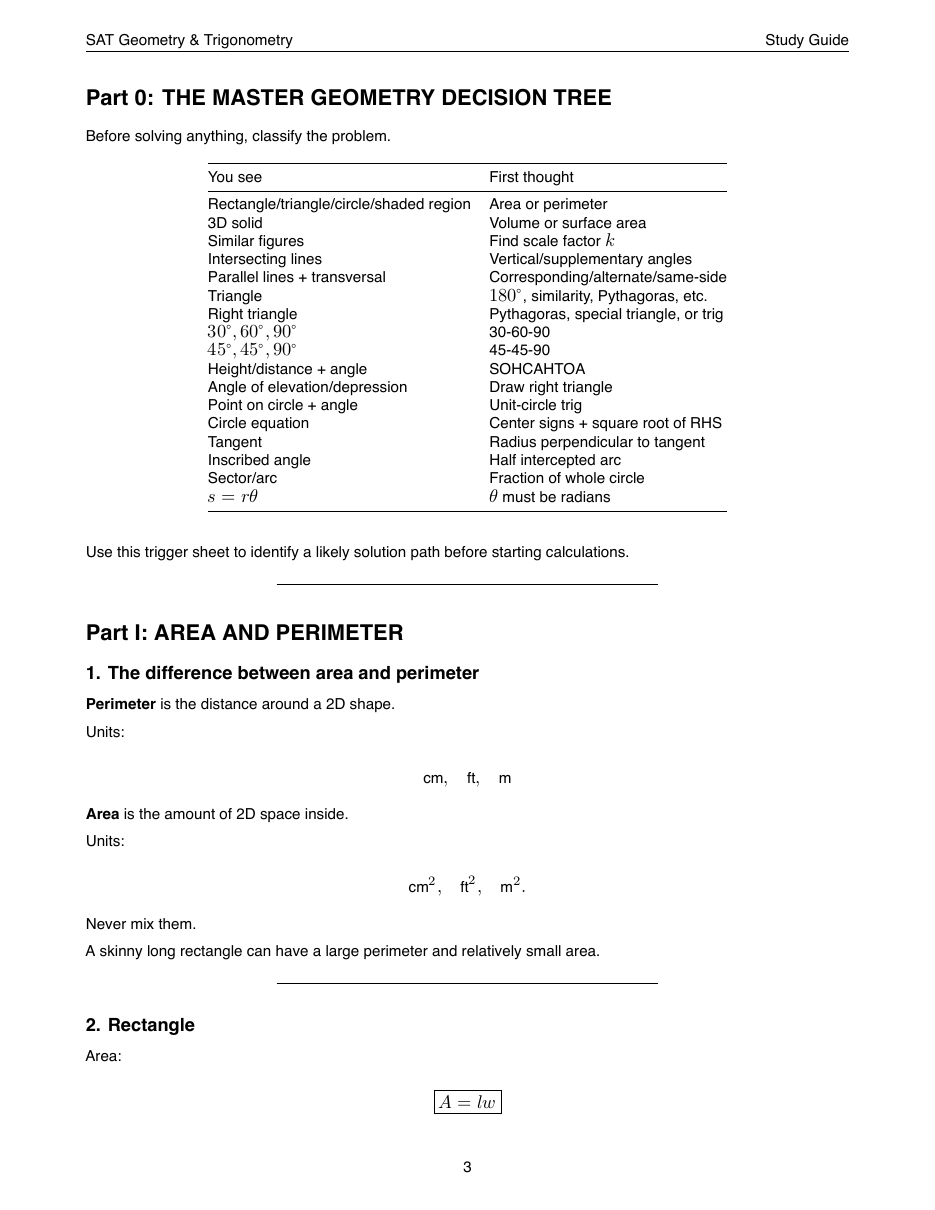 SAT Geometry & Trigonometry Study Guide
Part 0: THE MASTER GEOMETRY DECISION TREE
Before solving anything, classify the problem.
You see First thought
Rectangle/triangle/circle/shaded region Area or perimeter
3D solid Volume or surface area
Similar figures Find scale factor k
Intersecting lines Vertical/supplementary angles
Parallel lines + transversal Corresponding/alternate/same-side
Triangle 180°, similarity, Pythagoras, etc.
Right triangle Pythagoras, special triangle, or trig
30°, 60°, 90° 30-60-90
45°, 45°, 90° 45-45-90
Height/distance + angle SOHCAHTOA
Angle of elevation/depression Draw right triangle
Point on circle + angle Unit-circle trig
Circle equation Center signs + square root of RHS
Tangent Radius perpendicular to tangent
Inscribed angle Half intercepted arc
Sector/arc Fraction of whole circle
s = rθ θ must be radians
Use this trigger sheet to identify a likely solution path before starting calculations.
Part I: AREA AND PERIMETER
1. The difference between area and perimeter
Perimeter is the distance around a 2D shape.
Units:
cm, ft, m
Area is the amount of 2D space inside.
Units:
cm², ft², m².
Never mix them.
A skinny long rectangle can have a large perimeter and relatively small area.
2. Rectangle
Area:
A = lw
3